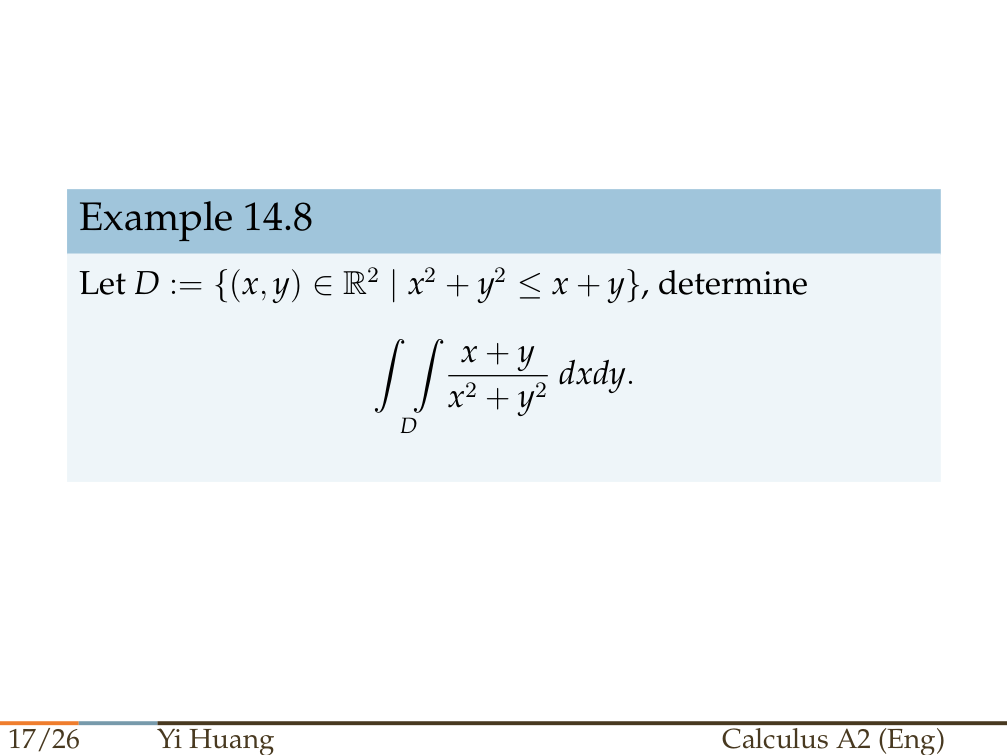 Example 14.8
Let D := {(x, y) ∈ ℝ² | x² + y² ≤ x + y}, determine
∫∫_D (x + y)/(x² + y²) dxdy.
17/26 Yi Huang Calculus A2 (Eng)